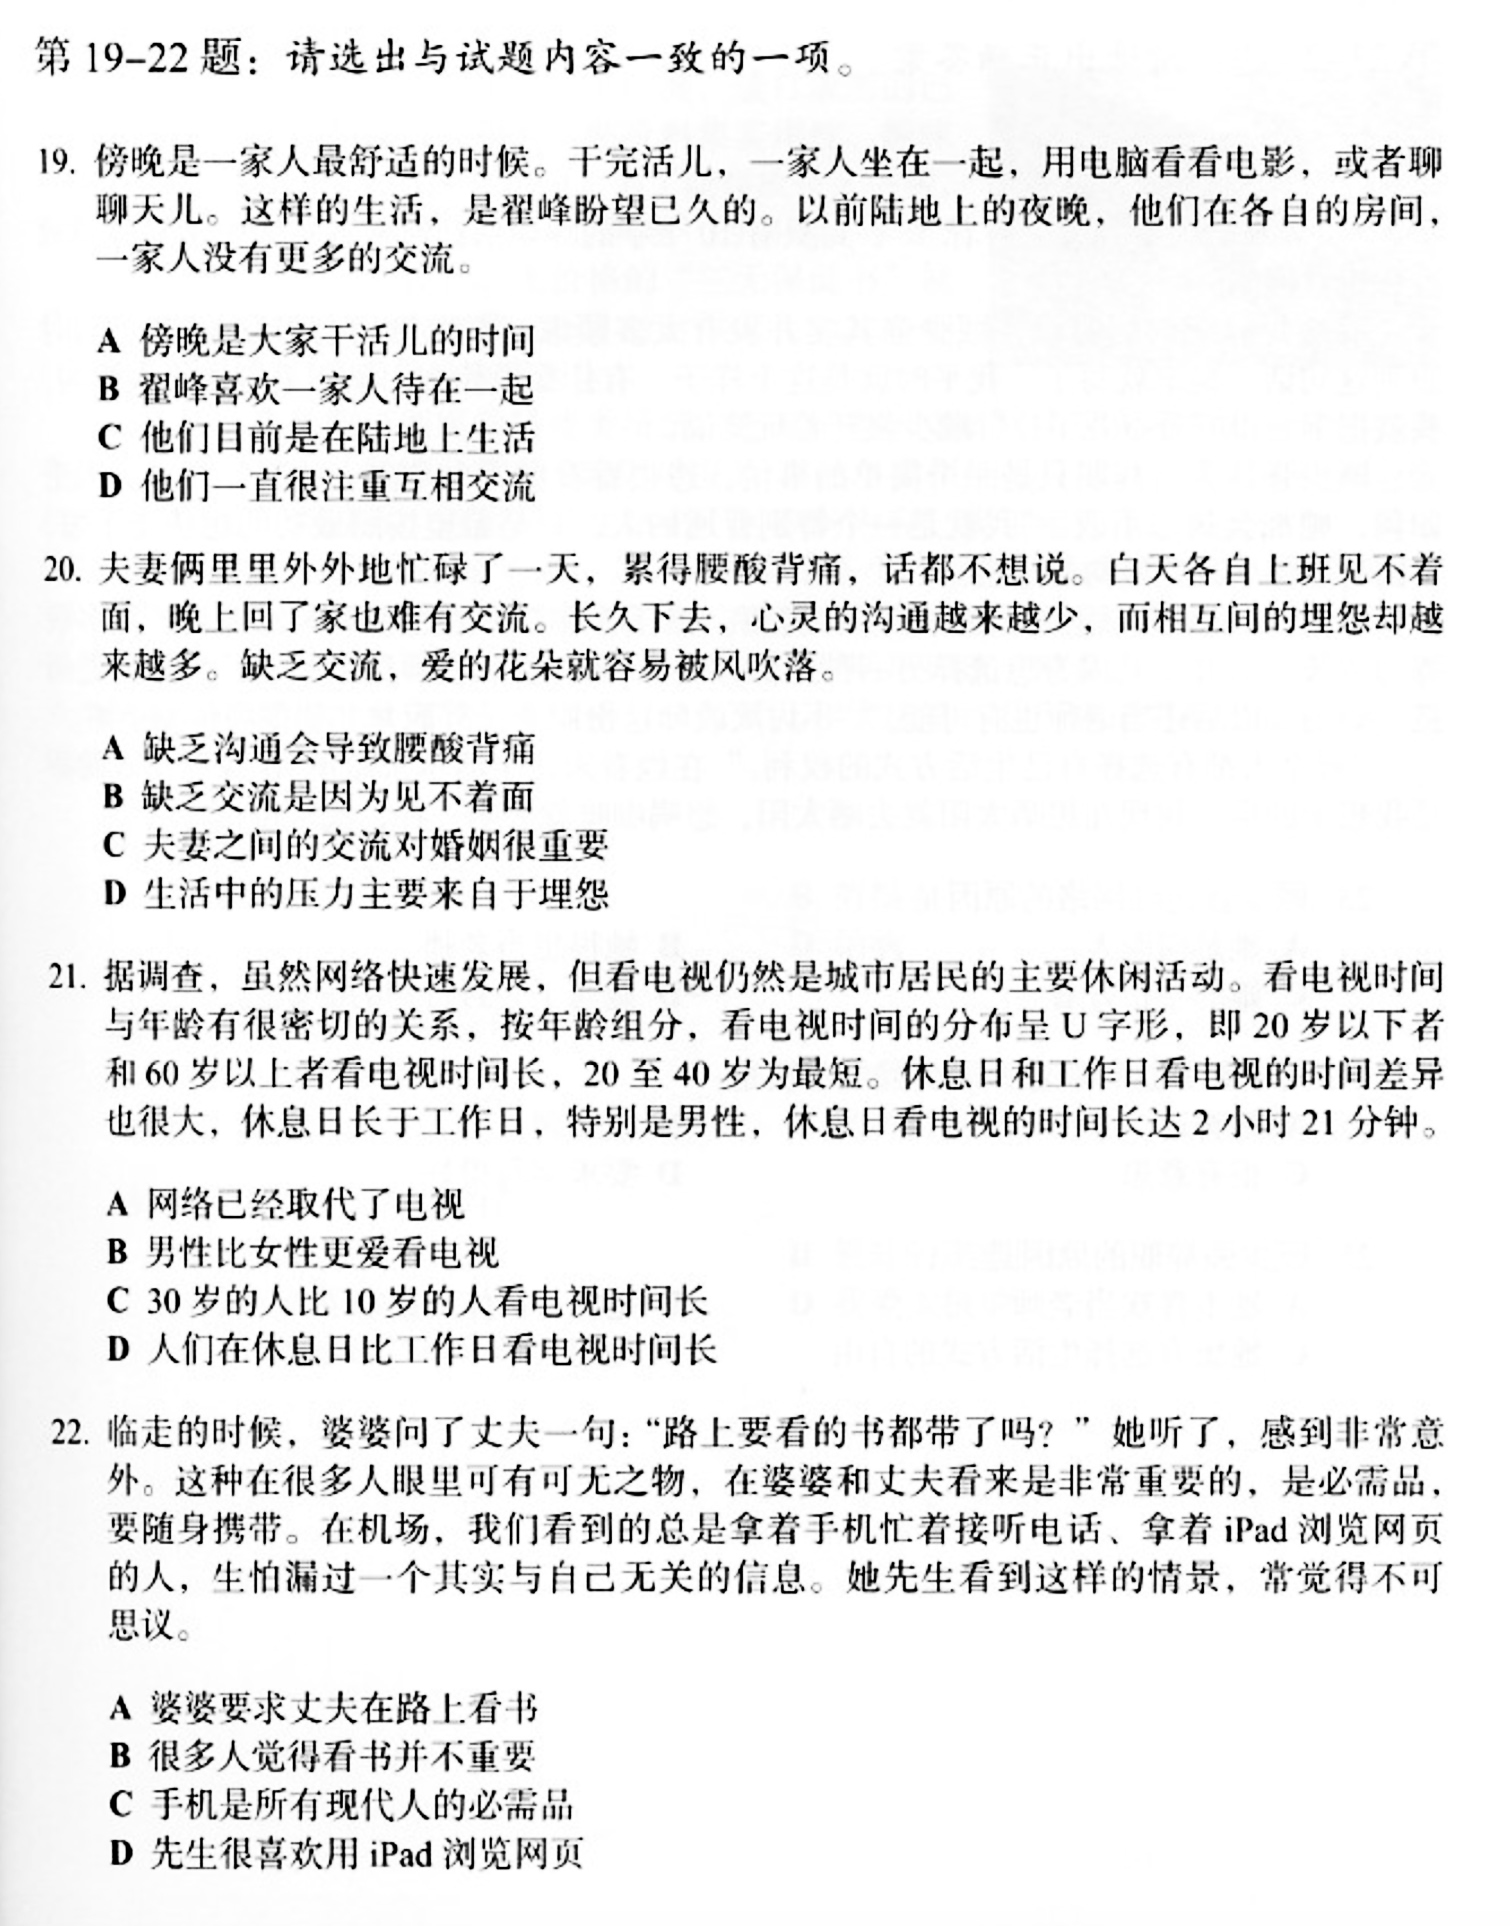 第 19-22 题：请选出与试题内容一致的一项。
19. 傍晚是一家人最舒适的时候。干完活儿，一家人坐在一起，用电脑看看电影，或者聊
聊天儿。这样的生活，是翟峰盼望已久的。以前陆地上的夜晚，他们在各自的房间，
一家人没有更多的交流。
A 傍晚是大家干活儿的时间
B 翟峰喜欢一家人待在一起
C 他们目前是在陆地上生活
D 他们一直很注重互相交流
20. 夫妻俩里里外外地忙碌了一天，累得腰酸背痛，话都不想说。白天各自上班见不着
面，晚上回了家也难有交流。长久下去，心灵的沟通越来越少，而相互间的埋怨却越
来越多。缺乏交流，爱的花朵就容易被风吹落。
A 缺乏沟通会导致腰酸背痛
B 缺乏交流是因为见不着面
C 夫妻之间的交流对婚姻很重要
D 生活中的压力主要来自于埋怨
21. 据调查，虽然网络快速发展，但看电视仍然是城市居民的主要休闲活动。看电视时间
与年龄有很密切的关系，按年龄组分，看电视时间的分布呈 U 字形，即 20 岁以下者
和 60 岁以上者看电视时间长，20 至 40 岁为最短。休息日和工作日看电视的时间差异
也很大，休息日长于工作日，特别是男性，休息日看电视的时间长达 2 小时 21 分钟。
A 网络已经取代了电视
B 男性比女性更爱看电视
C 30 岁的人比 10 岁的人看电视时间长
D 人们在休息日比工作日看电视时间长
22. 临走的时候，婆婆问了丈夫一句：“路上要看的书都带了吗？”她听了，感到非常意
外。这种在很多人眼里可有可无之物，在婆婆和丈夫看来是非常重要的，是必需品，
要随身携带。在机场，我们看到的总是拿着手机忙着接听电话、拿着 iPad 浏览网页
的人，生怕漏过一个其实与自己无关的信息。她先生看到这样的情景，常觉得不可
思议。
A 婆婆要求丈夫在路上看书
B 很多人觉得看书并不重要
C 手机是所有现代人的必需品
D 先生很喜欢用 iPad 浏览网页